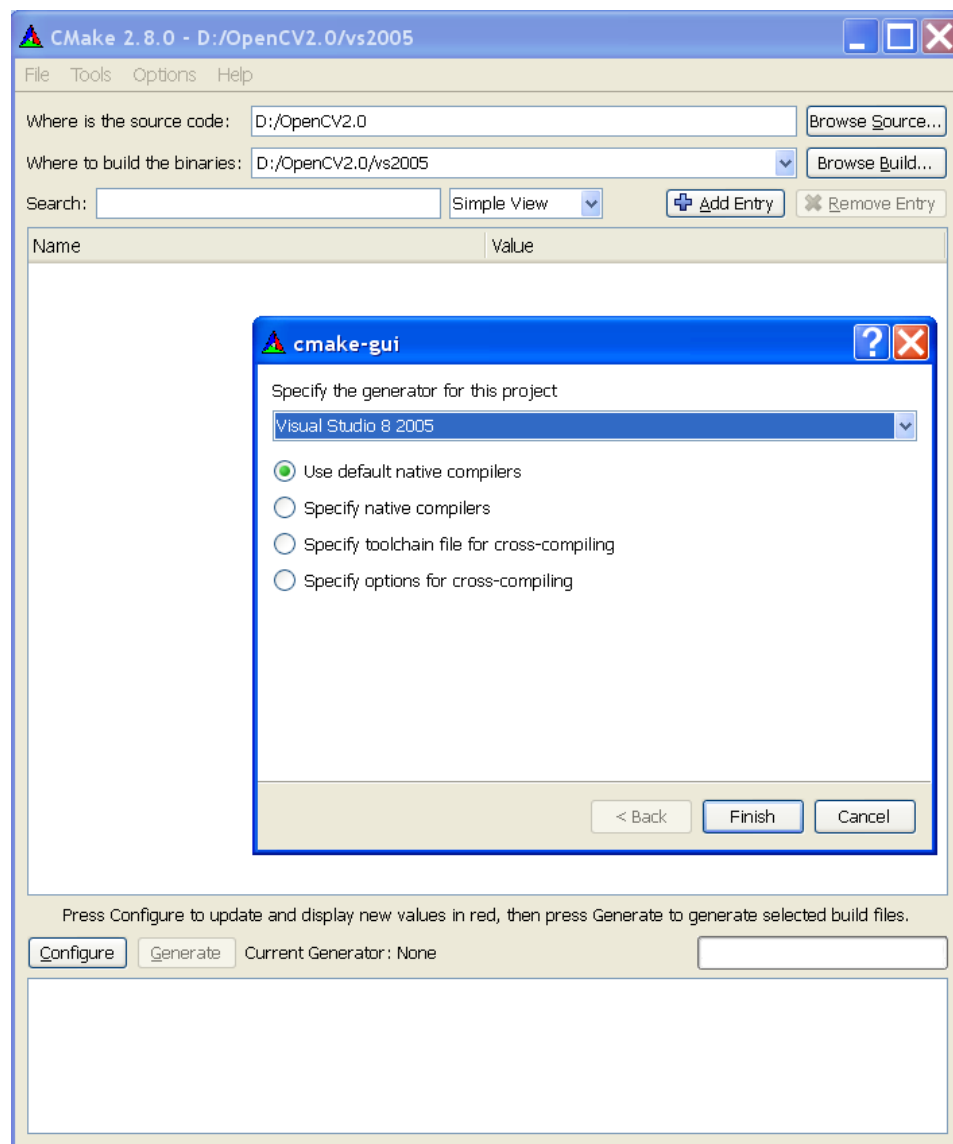 CMake 2.8.0 - D:/OpenCV2.0/vs2005
File Tools Options Help
Where is the source code: D:/OpenCV2.0 Browse Source...
Where to build the binaries: D:/OpenCV2.0/vs2005 Browse Build...
Search: Simple View Add Entry Remove Entry
Name Value
cmake-gui
Specify the generator for this project
Visual Studio 8 2005
Use default native compilers
Specify native compilers
Specify toolchain file for cross-compiling
Specify options for cross-compiling
< Back Finish Cancel
Press Configure to update and display new values in red, then press Generate to generate selected build files.
Configure Generate Current Generator: None